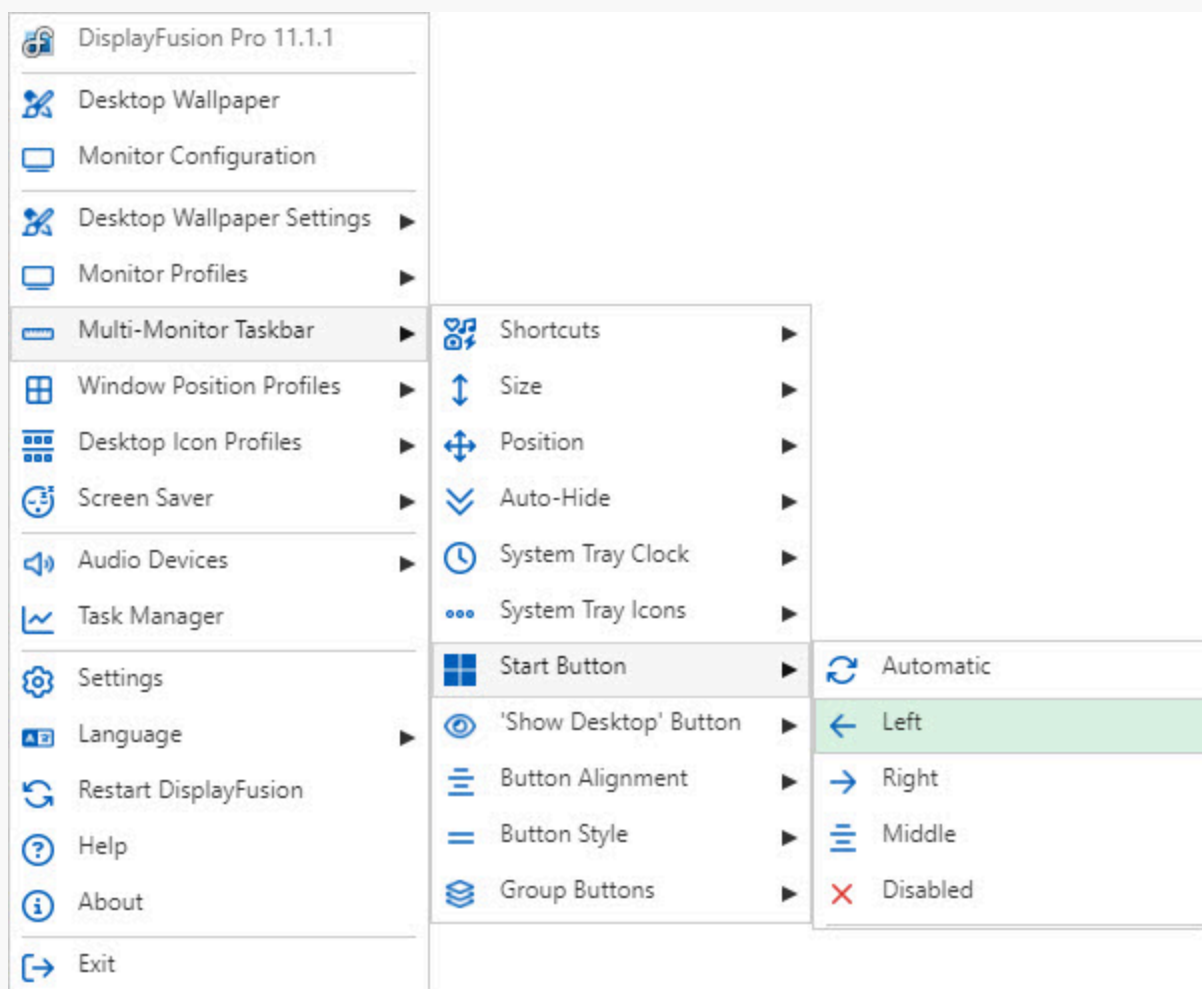 DisplayFusion Pro 11.1.1
Desktop Wallpaper
Monitor Configuration
Desktop Wallpaper Settings
Monitor Profiles
Multi-Monitor Taskbar
Window Position Profiles
Desktop Icon Profiles
Screen Saver
Audio Devices
Task Manager
Settings
Language
Restart DisplayFusion
Help
About
Exit
Shortcuts
Size
Position
Auto-Hide
System Tray Clock
System Tray Icons
Start Button
'Show Desktop' Button
Button Alignment
Button Style
Group Buttons
Automatic
Left
Right
Middle
Disabled